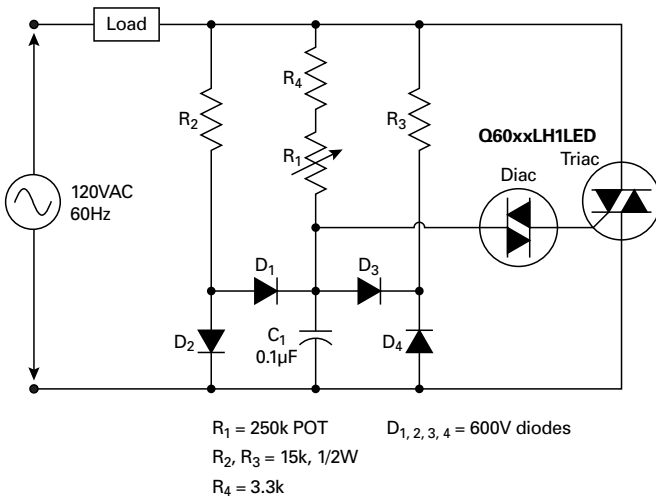 Load
R2
R4
R1
R3
Q60xxLH1LED
Triac
Diac
120VAC
60Hz
D1
D3
D2
C1
0.1µF
D4
R1 = 250k POT
R2, R3 = 15k, 1/2W
R4 = 3.3k
D1, 2, 3, 4 = 600V diodes